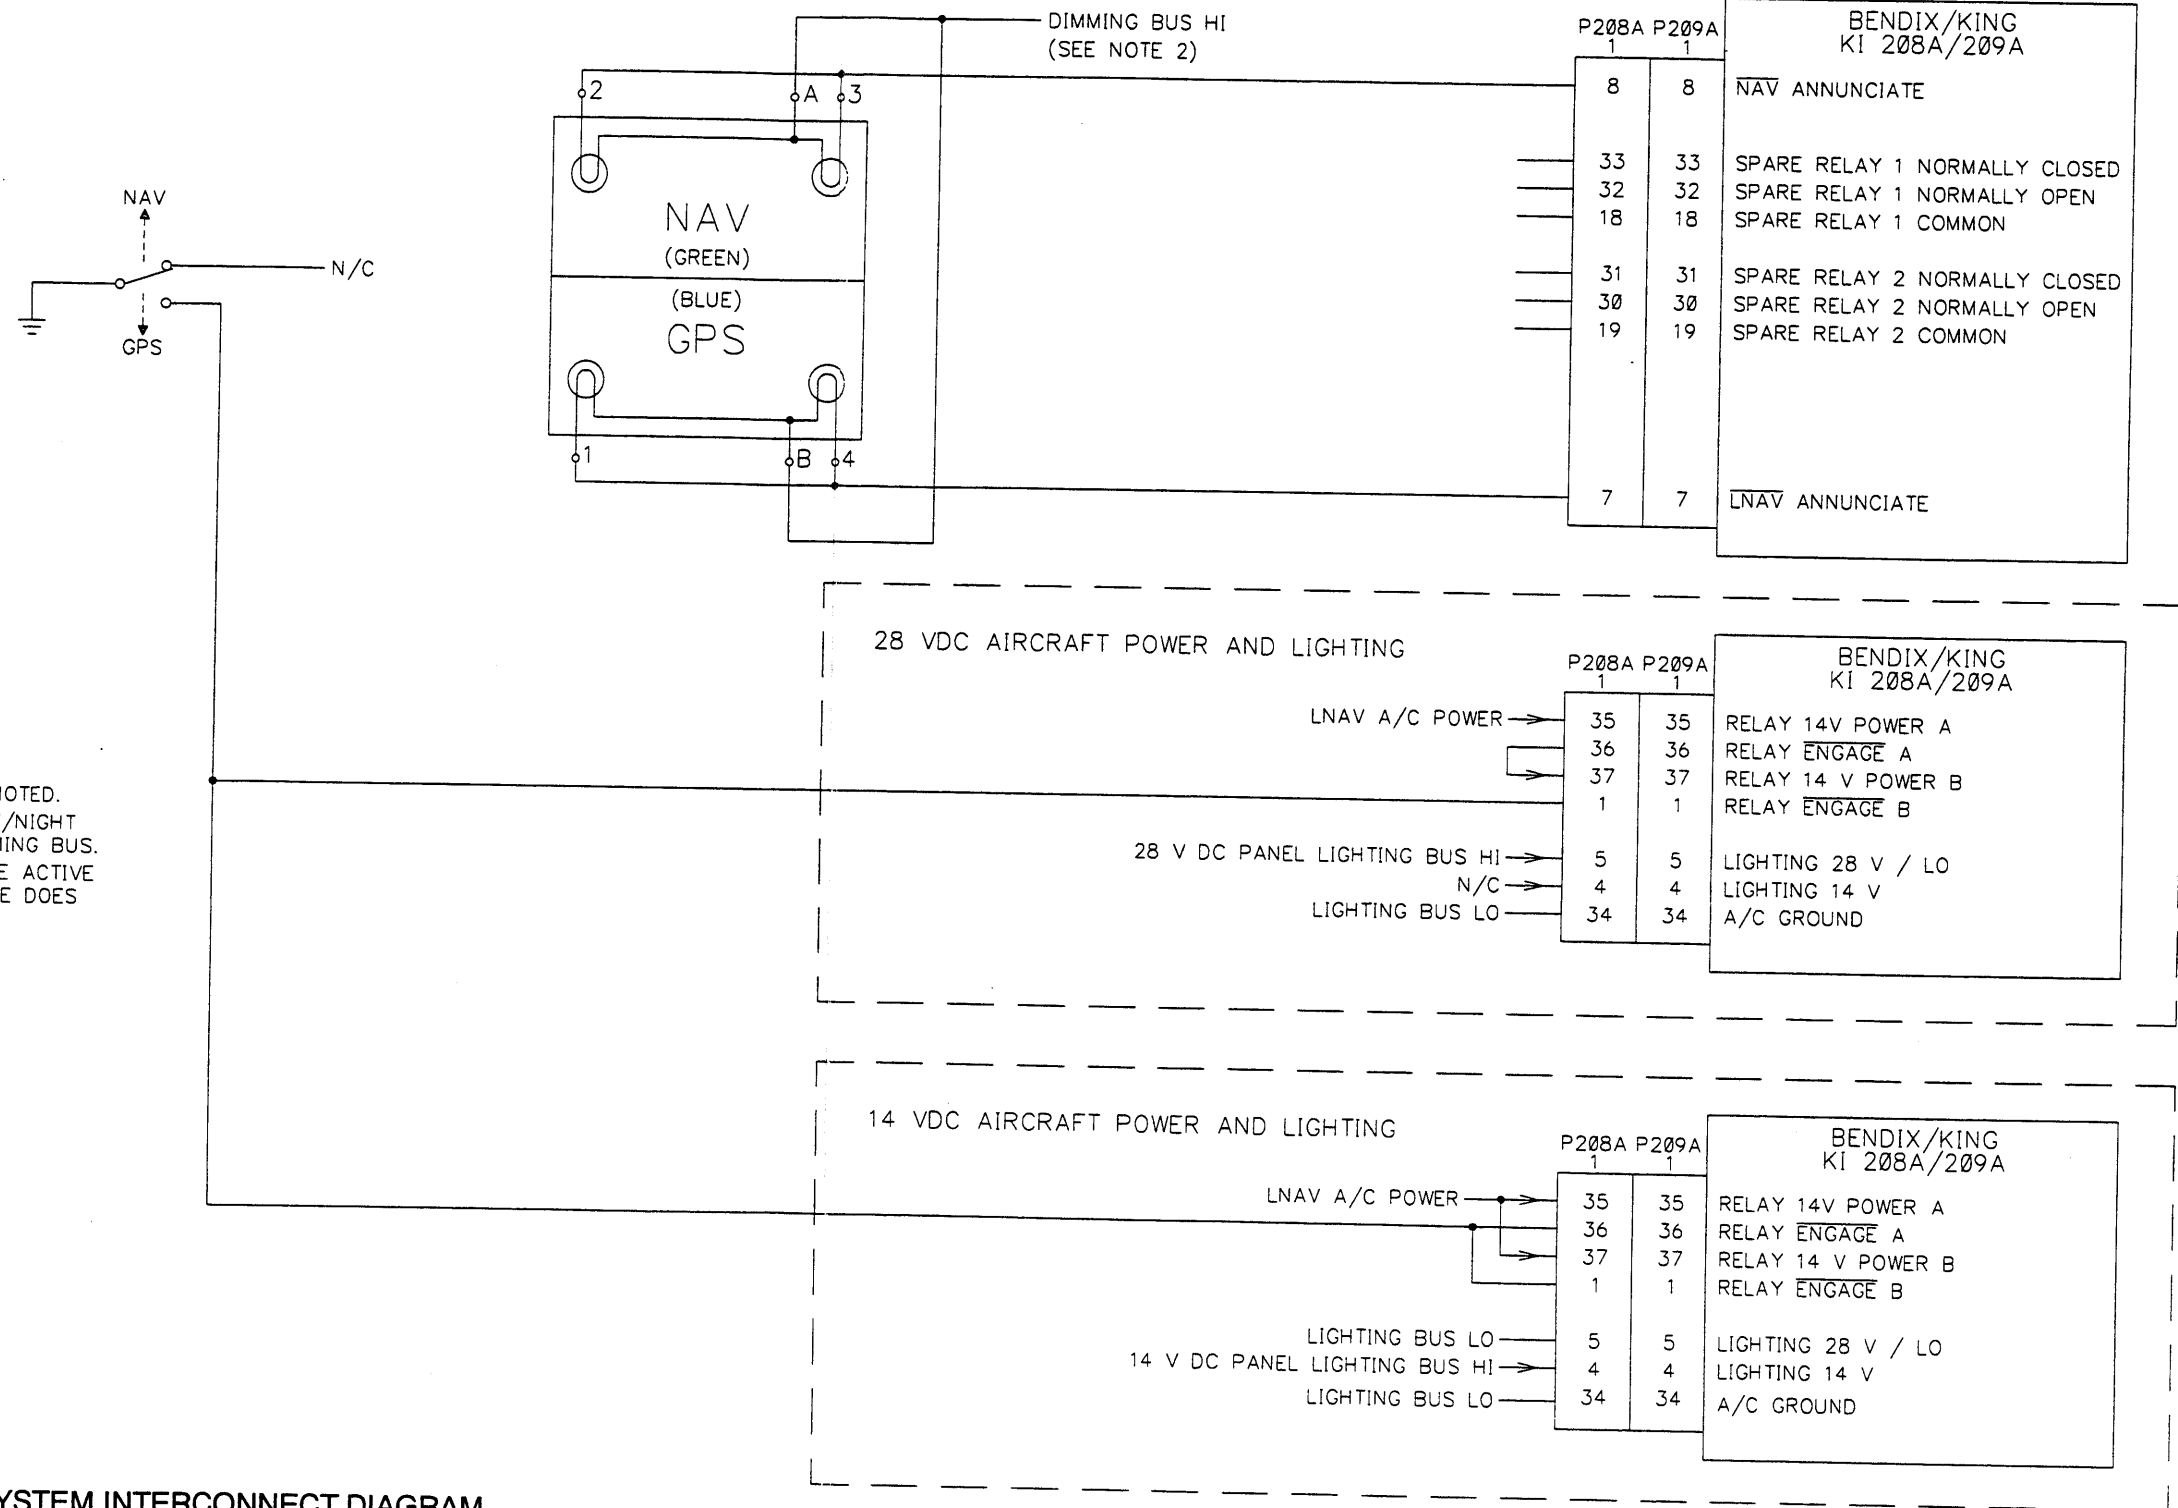 DIMMING BUS HI
(SEE NOTE 2)
2
A
3
NAV
(GREEN)
(BLUE)
GPS
1
B
4
NAV
N/C
GPS
P208A P209A
1 1
BENDIX/KING
KI 208A/209A
8 8 NAV ANNUNCIATE
33 33 SPARE RELAY 1 NORMALLY CLOSED
32 32 SPARE RELAY 1 NORMALLY OPEN
18 18 SPARE RELAY 1 COMMON
31 31 SPARE RELAY 2 NORMALLY CLOSED
30 30 SPARE RELAY 2 NORMALLY OPEN
19 19 SPARE RELAY 2 COMMON
7 7 LNAV ANNUNCIATE
OTED.
/NIGHT
ING BUS.
E ACTIVE
E DOES
28 VDC AIRCRAFT POWER AND LIGHTING
P208A P209A
1 1
BENDIX/KING
KI 208A/209A
LNAV A/C POWER 35 35 RELAY 14V POWER A
36 36 RELAY ENGAGE A
37 37 RELAY 14 V POWER B
1 1 RELAY ENGAGE B
28 V DC PANEL LIGHTING BUS HI 5 5 LIGHTING 28 V / LO
N/C 4 4 LIGHTING 14 V
LIGHTING BUS LO 34 34 A/C GROUND
14 VDC AIRCRAFT POWER AND LIGHTING
P208A P209A
1 1
BENDIX/KING
KI 208A/209A
LNAV A/C POWER 35 35 RELAY 14V POWER A
36 36 RELAY ENGAGE A
37 37 RELAY 14 V POWER B
1 1 RELAY ENGAGE B
LIGHTING BUS LO 5 5 LIGHTING 28 V / LO
14 V DC PANEL LIGHTING BUS HI 4 4 LIGHTING 14 V
LIGHTING BUS LO 34 34 A/C GROUND
YSTEM INTERCONNECT DIAGRAM